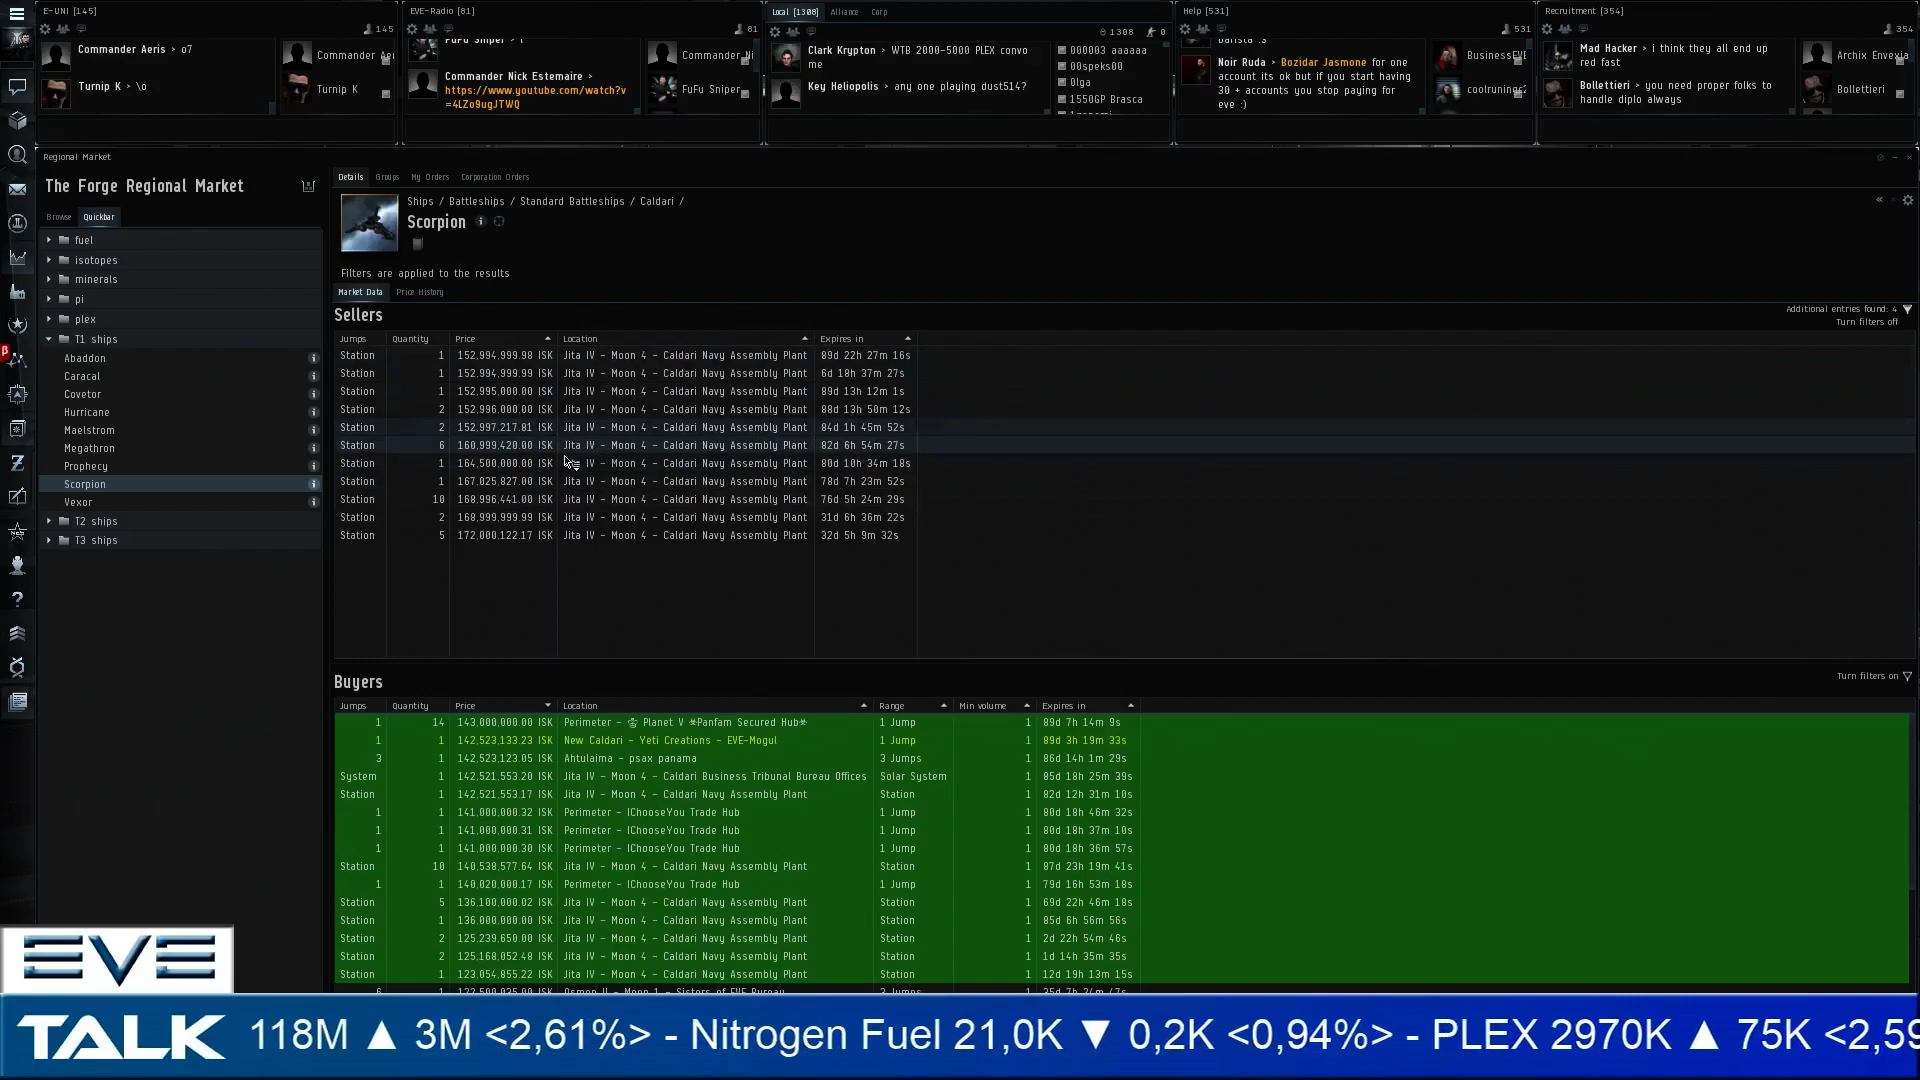 E-UNI [145]
145
Commander Aeris > o7
Turnip K > \o
Commander Aer
Turnip K
EVE-Radio [81]
81
Commander Nick Estemaire >
https://www.youtube.com/watch?v
=4LZo9ugJTWQ
Commander Ni
FuFu Sniper
Local [1308] Alliance Corp
1308 0
Clark Krypton > WTB 2000-5000 PLEX convo
me
Key Heliopolis > any one playing dust514?
000003 aaaaaa
00speks00
0lga
1550GP Brasca
Help [531]
531
Noir Ruda > Bozidar Jasmone for one
account its ok but if you start having
30 + accounts you stop paying for
eve :)
BusinessEVE
Recruitment [354]
354
Mad Hacker > i think they all end up
red fast
Bollettieri > you need proper folks to
handle diplo always
Archix Envexia
Bollettieri
Regional Market
The Forge Regional Market
Browse Quickbar
fuel
isotopes
minerals
pi
plex
T1 ships
Abaddon
Caracal
Covetor
Hurricane
Maelstrom
Megathron
Prophecy
Scorpion
Vexor
T2 ships
T3 ships
Details Groups My Orders Corporation Orders
Ships / Battleships / Standard Battleships / Caldari /
Scorpion
Filters are applied to the results
Market Data Price History
Sellers
Additional entries found: 4
Turn filters off
Jumps Quantity Price Location Expires in
Station 1 152,994,999.98 ISK Jita IV - Moon 4 - Caldari Navy Assembly Plant 89d 22h 27m 16s
Station 1 152,994,999.99 ISK Jita IV - Moon 4 - Caldari Navy Assembly Plant 6d 18h 37m 27s
Station 1 152,995,000.00 ISK Jita IV - Moon 4 - Caldari Navy Assembly Plant 89d 13h 12m 1s
Station 2 152,996,000.00 ISK Jita IV - Moon 4 - Caldari Navy Assembly Plant 88d 13h 50m 12s
Station 2 152,997,217.81 ISK Jita IV - Moon 4 - Caldari Navy Assembly Plant 84d 1h 45m 52s
Station 6 160,999,420.00 ISK Jita IV - Moon 4 - Caldari Navy Assembly Plant 82d 6h 54m 27s
Station 1 164,500,000.00 ISK Jita IV - Moon 4 - Caldari Navy Assembly Plant 80d 10h 34m 18s
Station 1 167,025,827.00 ISK Jita IV - Moon 4 - Caldari Navy Assembly Plant 78d 7h 23m 52s
Station 10 168,996,441.00 ISK Jita IV - Moon 4 - Caldari Navy Assembly Plant 76d 5h 24m 29s
Station 2 168,999,999.99 ISK Jita IV - Moon 4 - Caldari Navy Assembly Plant 31d 6h 36m 22s
Station 5 172,000,122.17 ISK Jita IV - Moon 4 - Caldari Navy Assembly Plant 32d 5h 9m 32s
Buyers
Turn filters on
Jumps Quantity Price Location Range Min volume Expires in
1 14 143,000,000.00 ISK Perimeter - Planet V *Panfam Secured Hub* 1 Jump 1 89d 7h 14m 9s
1 1 142,523,133.23 ISK New Caldari - Yeti Creations - EVE-Mogul 1 Jump 1 89d 3h 19m 33s
3 1 142,523,123.05 ISK Ahtulaima - psax panama 3 Jumps 1 86d 14h 1m 29s
System 1 142,521,553.20 ISK Jita IV - Moon 4 - Caldari Business Tribunal Bureau Offices Solar System 1 85d 18h 25m 39s
Station 1 142,521,553.17 ISK Jita IV - Moon 4 - Caldari Navy Assembly Plant Station 1 82d 12h 31m 10s
1 1 141,000,000.32 ISK Perimeter - IChooseYou Trade Hub 1 Jump 1 80d 18h 46m 32s
1 1 141,000,000.31 ISK Perimeter - IChooseYou Trade Hub 1 Jump 1 80d 18h 37m 10s
1 1 141,000,000.30 ISK Perimeter - IChooseYou Trade Hub 1 Jump 1 80d 18h 36m 57s
Station 10 140,538,577.64 ISK Jita IV - Moon 4 - Caldari Navy Assembly Plant Station 1 87d 23h 19m 41s
1 1 140,020,000.17 ISK Perimeter - IChooseYou Trade Hub 1 Jump 1 79d 16h 53m 18s
Station 5 136,100,000.02 ISK Jita IV - Moon 4 - Caldari Navy Assembly Plant Station 1 69d 22h 46m 18s
Station 1 136,000,000.00 ISK Jita IV - Moon 4 - Caldari Navy Assembly Plant Station 1 85d 6h 56m 56s
Station 2 125,239,650.00 ISK Jita IV - Moon 4 - Caldari Navy Assembly Plant Station 1 2d 22h 54m 46s
Station 2 125,168,052.48 ISK Jita IV - Moon 4 - Caldari Navy Assembly Plant Station 1 1d 14h 35m 35s
Station 1 123,054,855.22 ISK Jita IV - Moon 4 - Caldari Navy Assembly Plant Station 1 12d 19h 13m 15s
EVE
TALK 118M ▲ 3M <2,61%> - Nitrogen Fuel 21,0K ▼ 0,2K <0,94%> - PLEX 2970K ▲ 75K <2,59